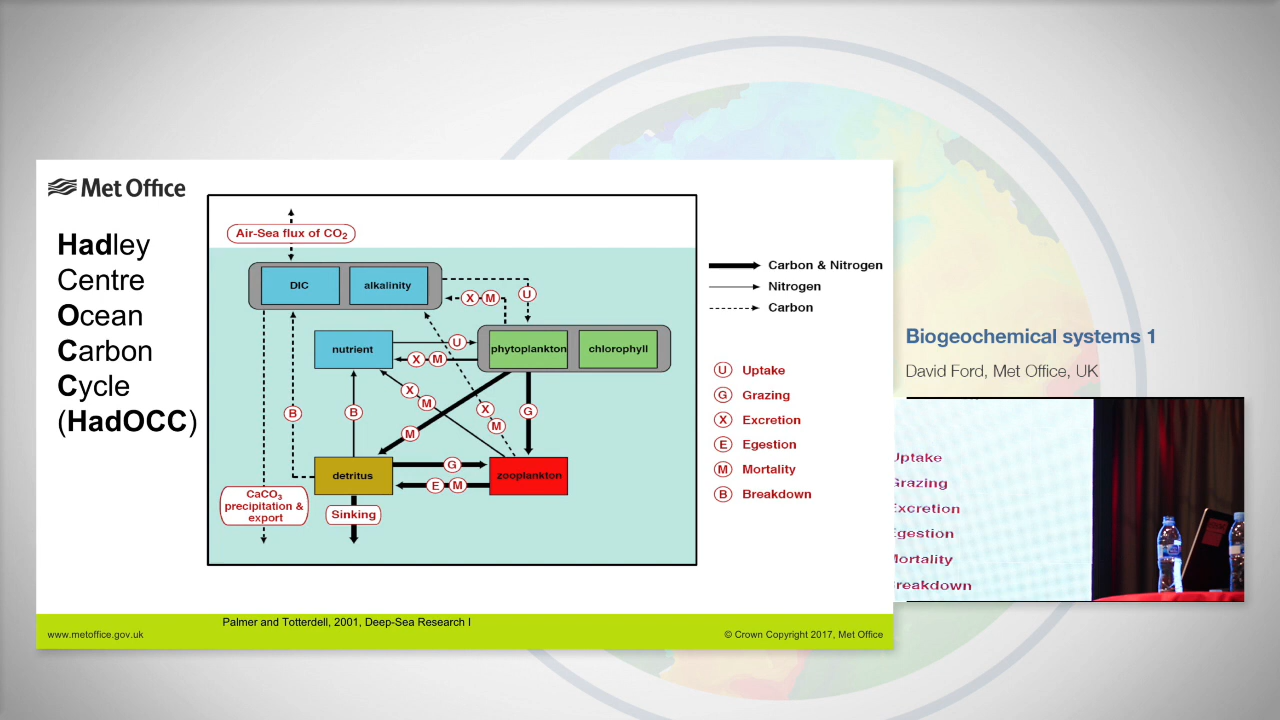 Met Office
Hadley
Centre
Ocean
Carbon
Cycle
(HadOCC)
Air-Sea flux of CO₂
DIC
alkalinity
X
M
U
nutrient
U
X
M
phytoplankton
chlorophyll
X
M
X
M
B
B
M
G
detritus
G
E
M
zooplankton
CaCO₃
precipitation &
export
Sinking
Carbon & Nitrogen
Nitrogen
Carbon
U Uptake
G Grazing
X Excretion
E Egestion
M Mortality
B Breakdown
Palmer and Totterdell, 2001, Deep-Sea Research I
www.metoffice.gov.uk
© Crown Copyright 2017, Met Office
Biogeochemical systems 1
David Ford, Met Office, UK
Uptake
Grazing
Excretion
Egestion
Mortality
Breakdown